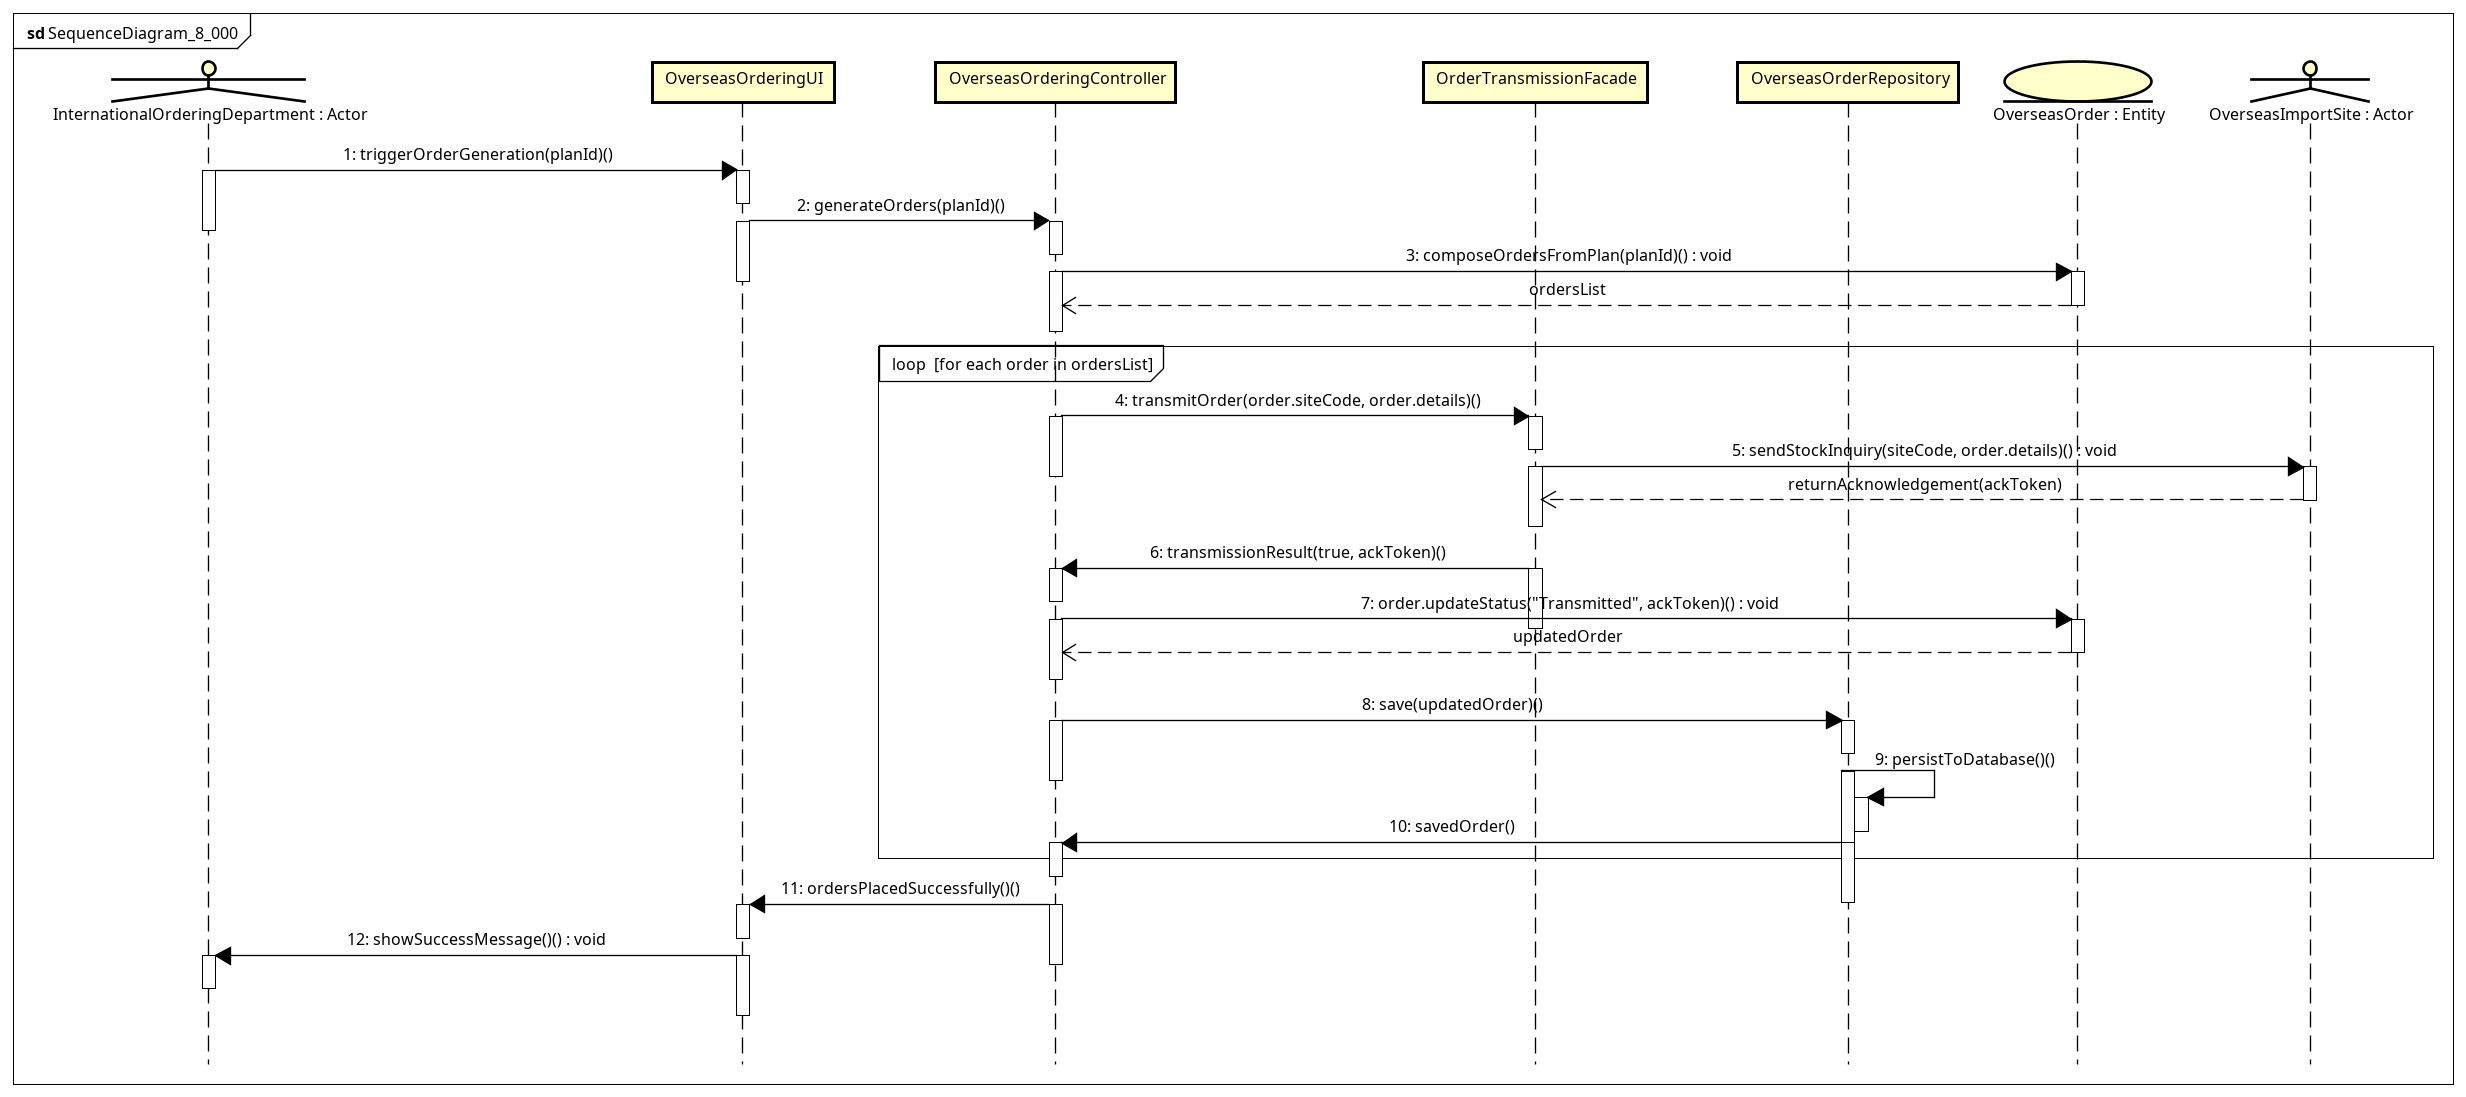 sd SequenceDiagram_8_000
InternationalOrderingDepartment : Actor
OverseasOrderingUI
OverseasOrderingController
OrderTransmissionFacade
OverseasOrderRepository
OverseasOrder : Entity
OverseasImportSite : Actor
1: triggerOrderGeneration(planId)()
2: generateOrders(planId)()
3: composeOrdersFromPlan(planId)() : void
ordersList
loop [for each order in ordersList]
4: transmitOrder(order.siteCode, order.details)()
5: sendStockInquiry(siteCode, order.details)() : void
returnAcknowledgement(ackToken)
6: transmissionResult(true, ackToken)()
7: order.updateStatus("Transmitted", ackToken)() : void
updatedOrder
8: save(updatedOrder)()
9: persistToDatabase()()
10: savedOrder()
11: ordersPlacedSuccessfully()()
12: showSuccessMessage()() : void